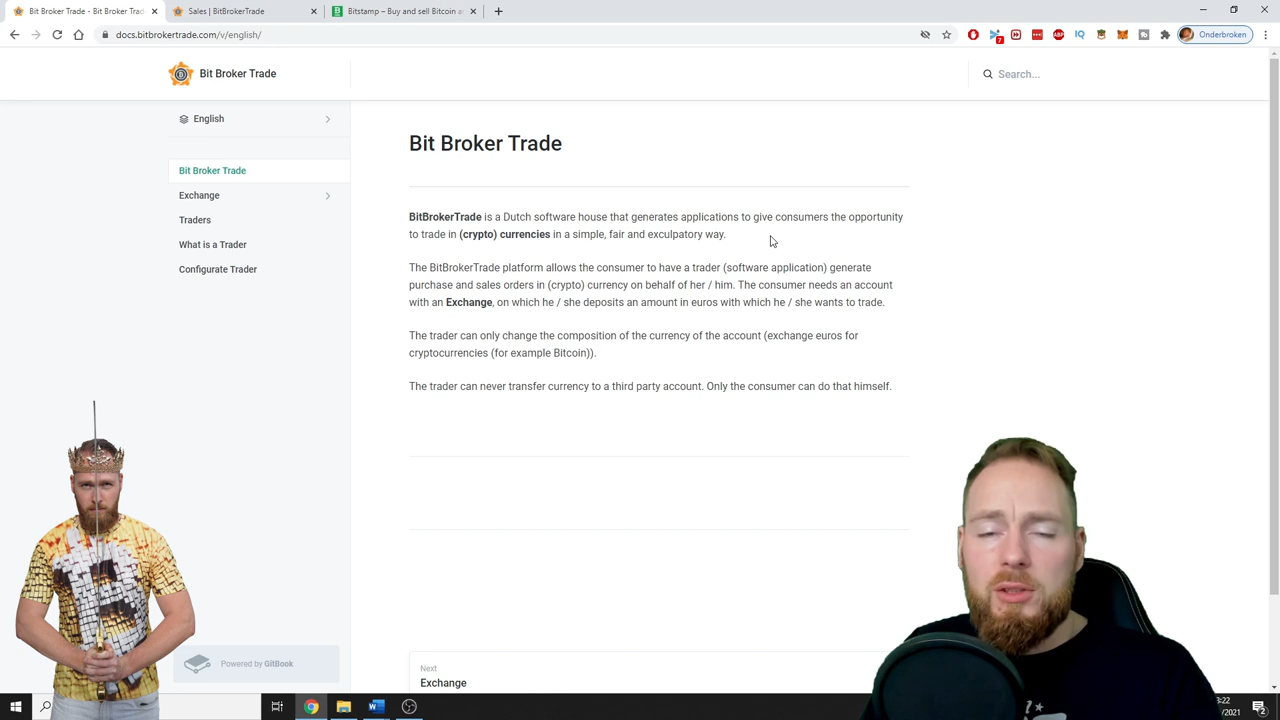 Bit Broker Trade - Bit Broker Trad
Sales | BitBrokerTrade
Bitstamp – Buy and sell Bitcoin a
docs.bitbrokertrade.com/v/english/
7
ABP
IQ
Onderbroken
Bit Broker Trade
Search...
English
Bit Broker Trade
Exchange
Traders
What is a Trader
Configurate Trader
Powered by GitBook
Bit Broker Trade
BitBrokerTrade is a Dutch software house that generates applications to give consumers the opportunity
to trade in (crypto) currencies in a simple, fair and exculpatory way.
The BitBrokerTrade platform allows the consumer to have a trader (software application) generate
purchase and sales orders in (crypto) currency on behalf of her / him. The consumer needs an account
with an Exchange, on which he / she deposits an amount in euros with which he / she wants to trade.
The trader can only change the composition of the currency of the account (exchange euros for
cryptocurrencies (for example Bitcoin)).
The trader can never transfer currency to a third party account. Only the consumer can do that himself.
Next
Exchange
:22
/2021
2